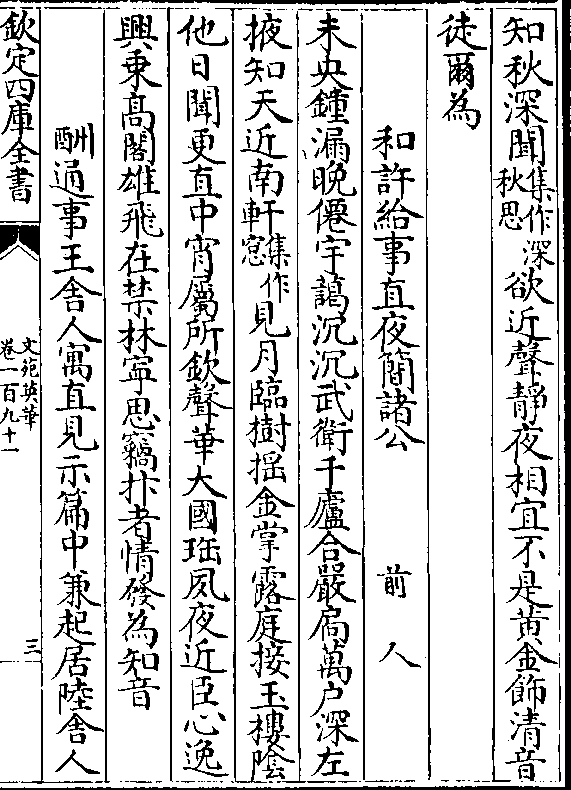 知秋深聞集作秋思深欲近聲靜夜相宜不是黄金飾清音
徒爾為
和許給事直夜簡諸公 前人
未央鐘漏晚僊宇藹沉沉武衛千廬合嚴扃萬户深左
掖知天近南軒集作窓見月臨樹揺金掌露庭接玉樓陰
他日聞更直中宵屬所欽聲華大國珤夙夜近臣心逸
興乗髙閣雄飛在禁林寧思竊抃者情發為知音
酬通事王舎人寓直見示篇中兼起居陸舎人
欽定四庫全書
文苑英華
卷一百九十一
三